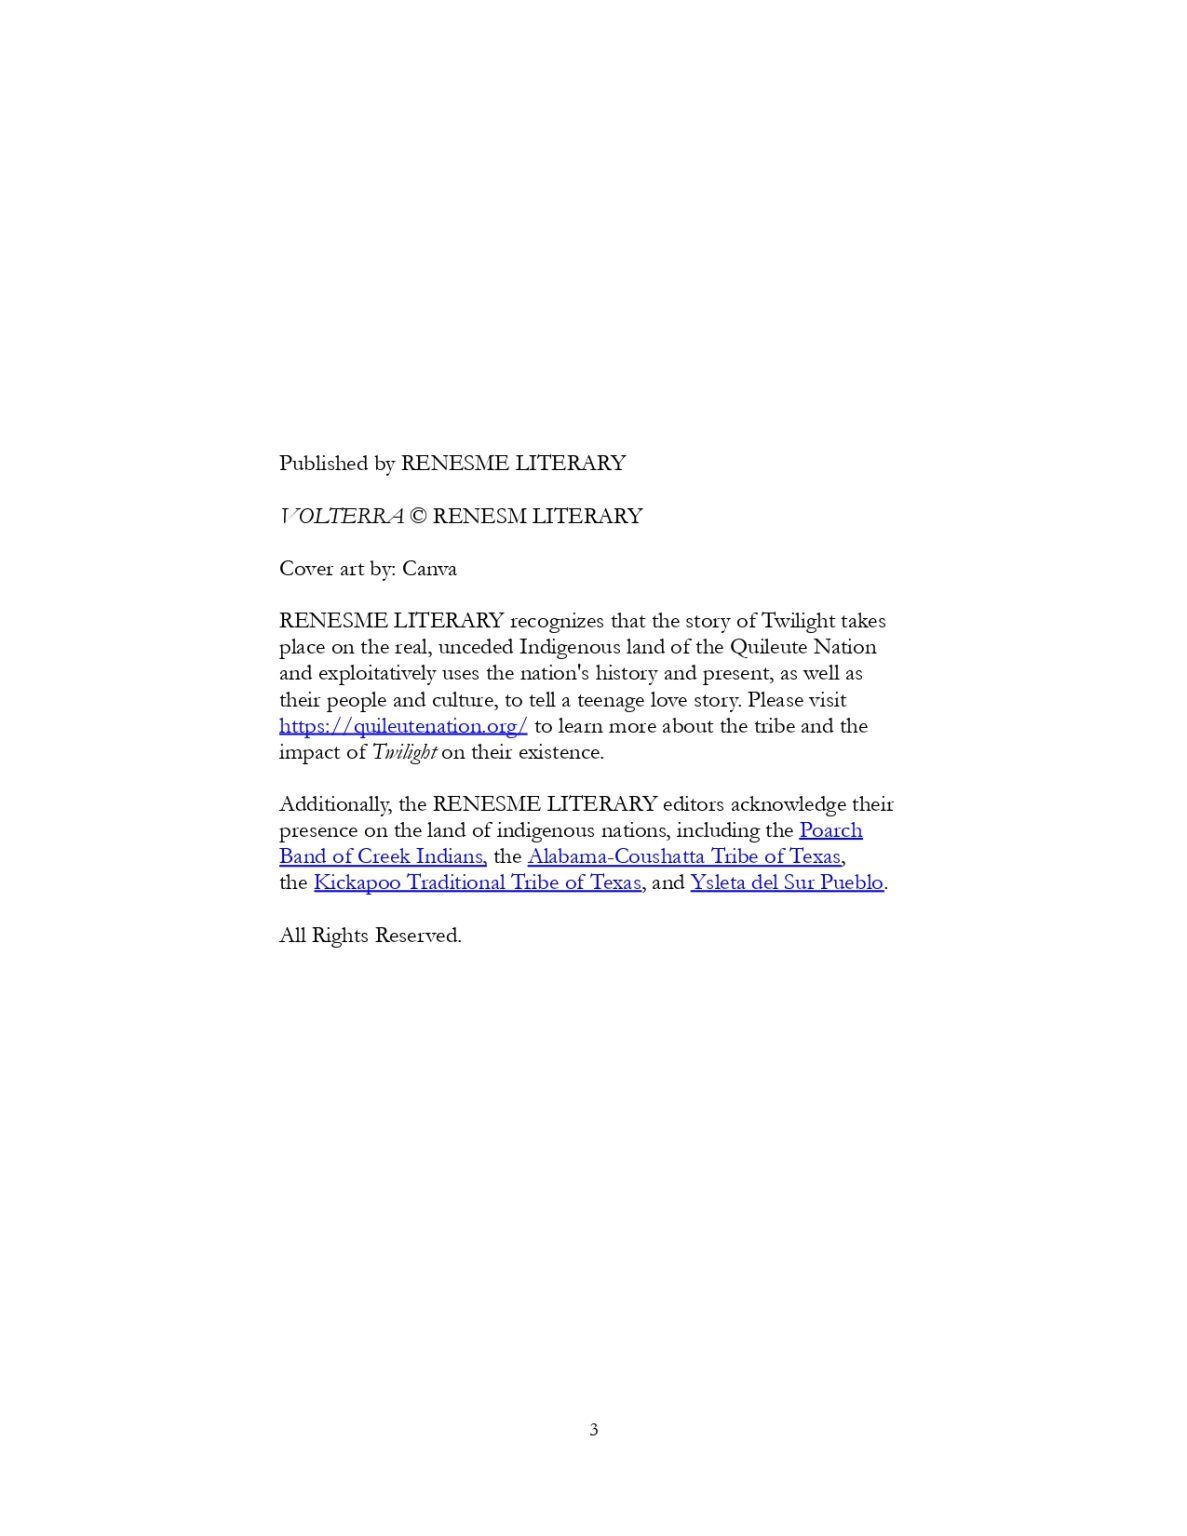 Published by RENESME LITERARY
VOLTERRA © RENESM LITERARY
Cover art by: Canva
RENESME LITERARY recognizes that the story of Twilight takes
place on the real, unceded Indigenous land of the Quileute Nation
and exploitatively uses the nation's history and present, as well as
their people and culture, to tell a teenage love story. Please visit
https://quileutenation.org/ to learn more about the tribe and the
impact of Twilight on their existence.
Additionally, the RENESME LITERARY editors acknowledge their
presence on the land of indigenous nations, including the Poarch
Band of Creek Indians, the Alabama-Coushatta Tribe of Texas,
the Kickapoo Traditional Tribe of Texas, and Ysleta del Sur Pueblo.
All Rights Reserved.
3